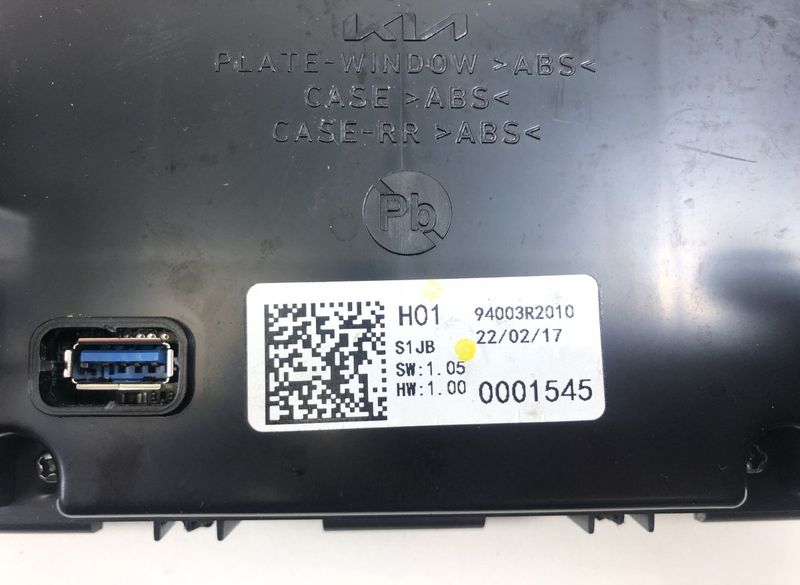 KIA
PLATE-WINDOW >ABS<
CASE >ABS<
CASE-RR >ABS<
Pb
H01 94003R2010
S1JB 22/02/17
SW:1.05
HW:1.00 0001545